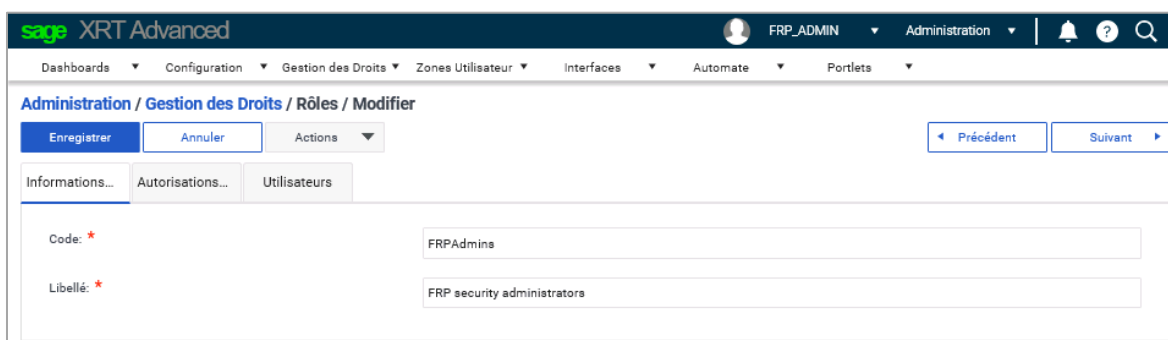 sage XRT Advanced FRP_ADMIN Administration
Dashboards Configuration Gestion des Droits Zones Utilisateur Interfaces Automate Portlets
Administration / Gestion des Droits / Rôles / Modifier
Enregistrer Annuler Actions Précédent Suivant
Informations... Autorisations... Utilisateurs
Code: * FRPAdmins
Libellé: * FRP security administrators